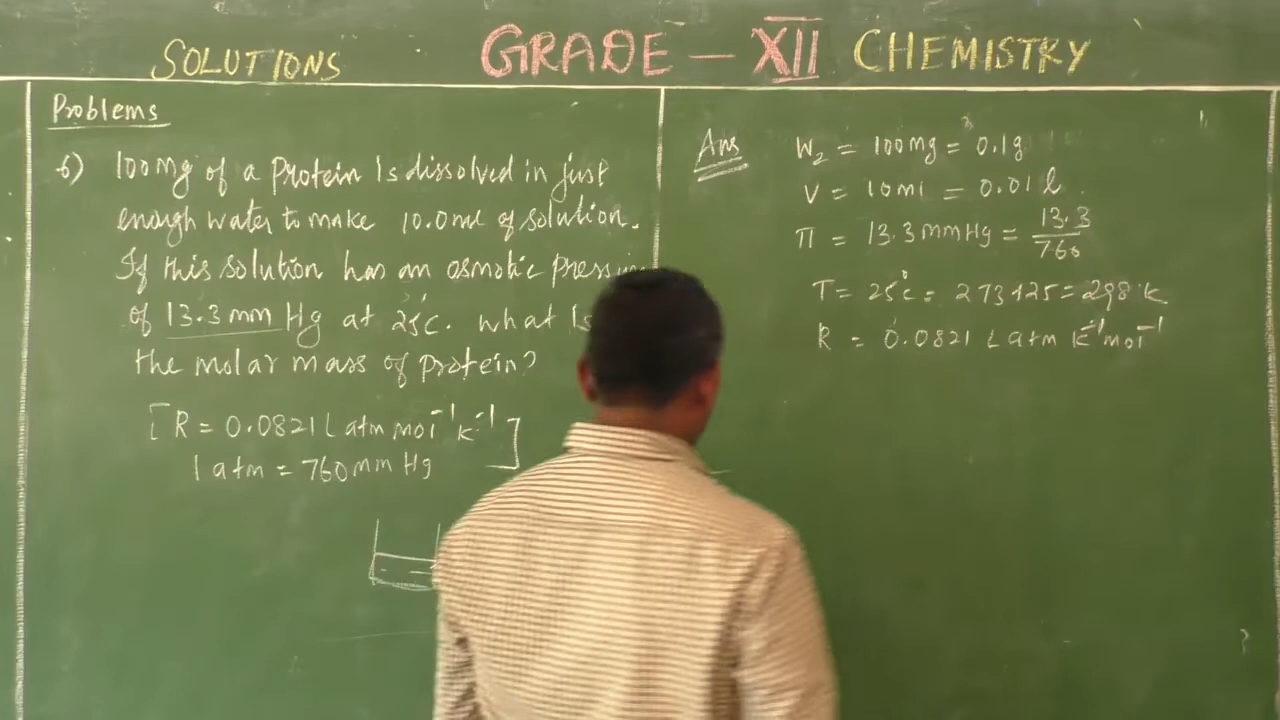 SOLUTIONS GRADE – XII CHEMISTRY
Problems
6) 100mg of a Protein Is dissolved in just
enough water to make 10.0ml of solution.
If this solution has an osmotic
of 13.3 mm Hg at 25°C. what
the molar mass of protein?
[R = 0.0821 L atm mol⁻¹ K⁻¹
1 atm = 760 mm Hg]
Ans W₂ = 100mg = 0.1g
V = 10ml = 0.01 l.
π = 13.3 mmHg = 13.3/760
T = 25°C = 273+25 = 298°K
R = 0.0821 L atm K⁻¹ mol⁻¹